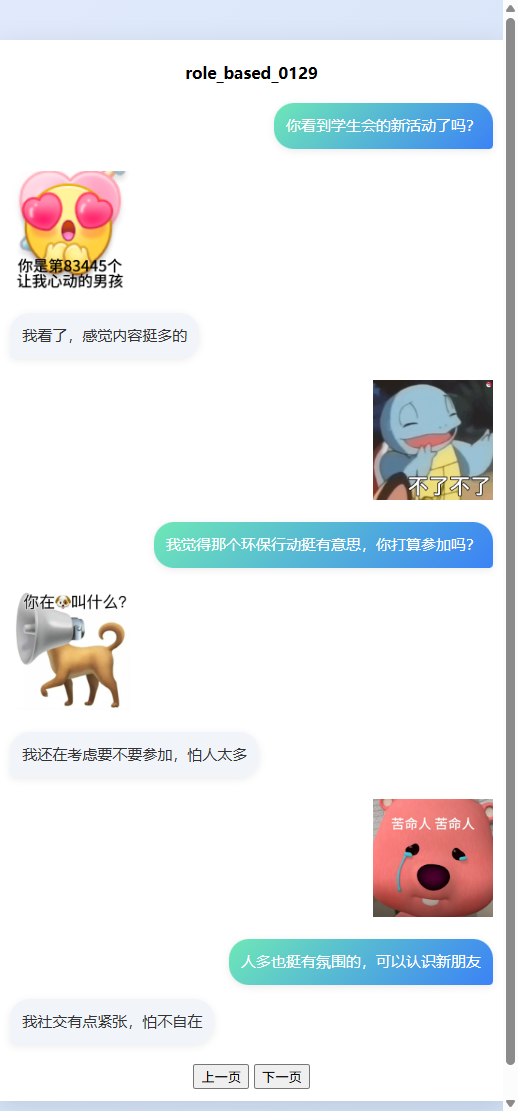 role_based_0129
你看到学生会的新活动了吗？
你是第83445个
让我心动的男孩
我看了，感觉内容挺多的
不了不了
我觉得那个环保行动挺有意思，你打算参加吗？
你在🐶叫什么?
我还在考虑要不要参加，怕人太多
苦命人 苦命人
人多也挺有氛围的，可以认识新朋友
我社交有点紧张，怕不自在
上一页 下一页